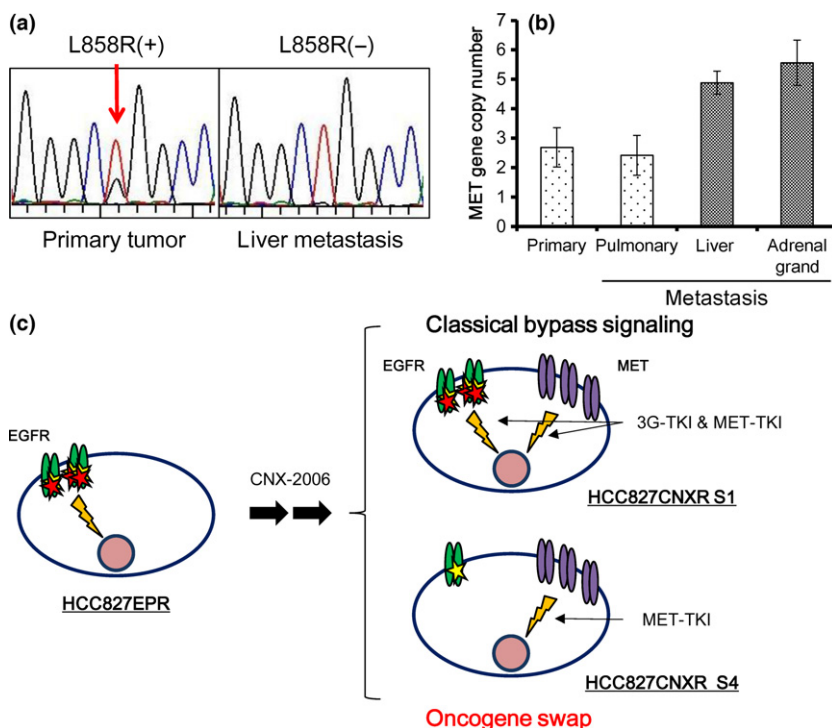 (a)
L858R(+)
L858R(−)
Primary tumor
Liver metastasis
(b)
MET gene copy number
7
6
5
4
3
2
1
0
Primary
Pulmonary
Liver
Adrenal
grand
Metastasis
(c)
Classical bypass signaling
EGFR
MET
3G-TKI & MET-TKI
HCC827CNXR S1
EGFR
CNX-2006
HCC827EPR
MET-TKI
HCC827CNXR S4
Oncogene swap